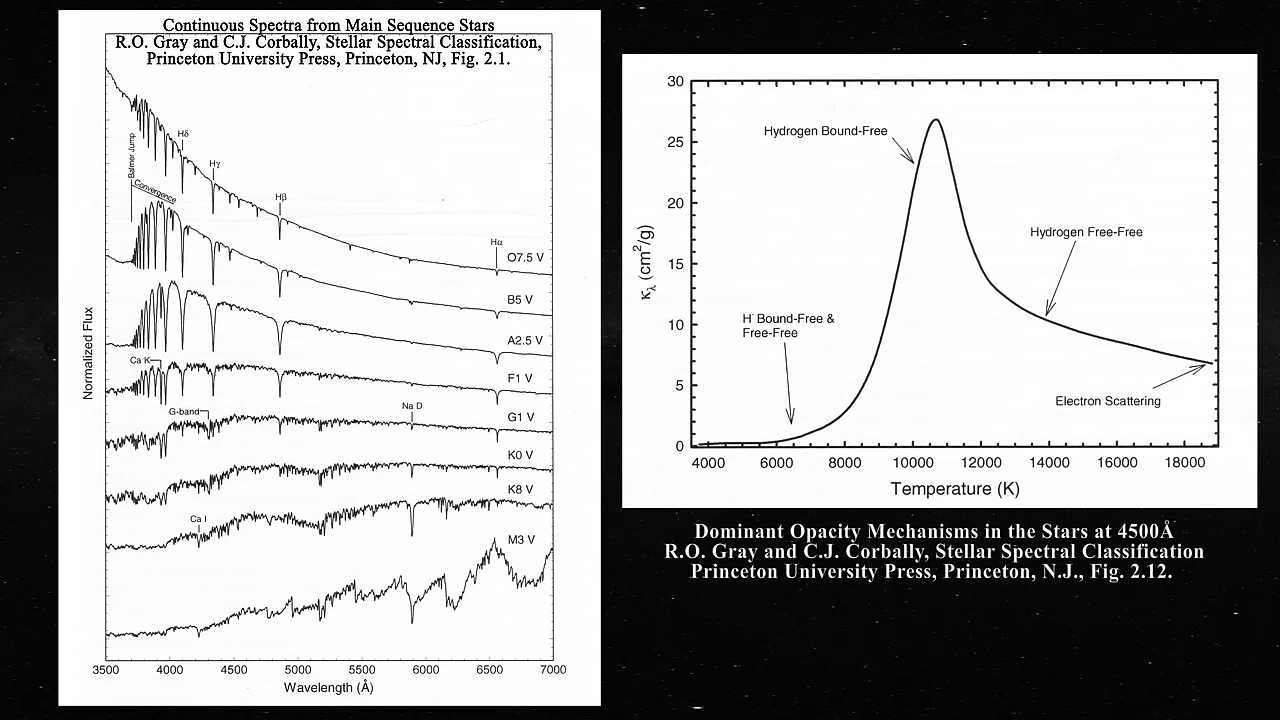 Continuous Spectra from Main Sequence Stars
R.O. Gray and C.J. Corbally, Stellar Spectral Classification,
Princeton University Press, Princeton, NJ, Fig. 2.1.
Normalized Flux
Balmer Jump
Convergence
Hδ
Hγ
Hβ
Hα
O7.5 V
B5 V
A2.5 V
Ca K
F1 V
G-band
Na D
G1 V
K0 V
K8 V
Ca I
M3 V
3500 4000 4500 5000 5500 6000 6500 7000
Wavelength (Å)
κλ (cm²/g)
30
25
20
15
10
5
0
Hydrogen Bound-Free
Hydrogen Free-Free
H⁻ Bound-Free &
Free-Free
Electron Scattering
4000 6000 8000 10000 12000 14000 16000 18000
Temperature (K)
Dominant Opacity Mechanisms in the Stars at 4500Å
R.O. Gray and C.J. Corbally, Stellar Spectral Classification
Princeton University Press, Princeton, N.J., Fig. 2.12.